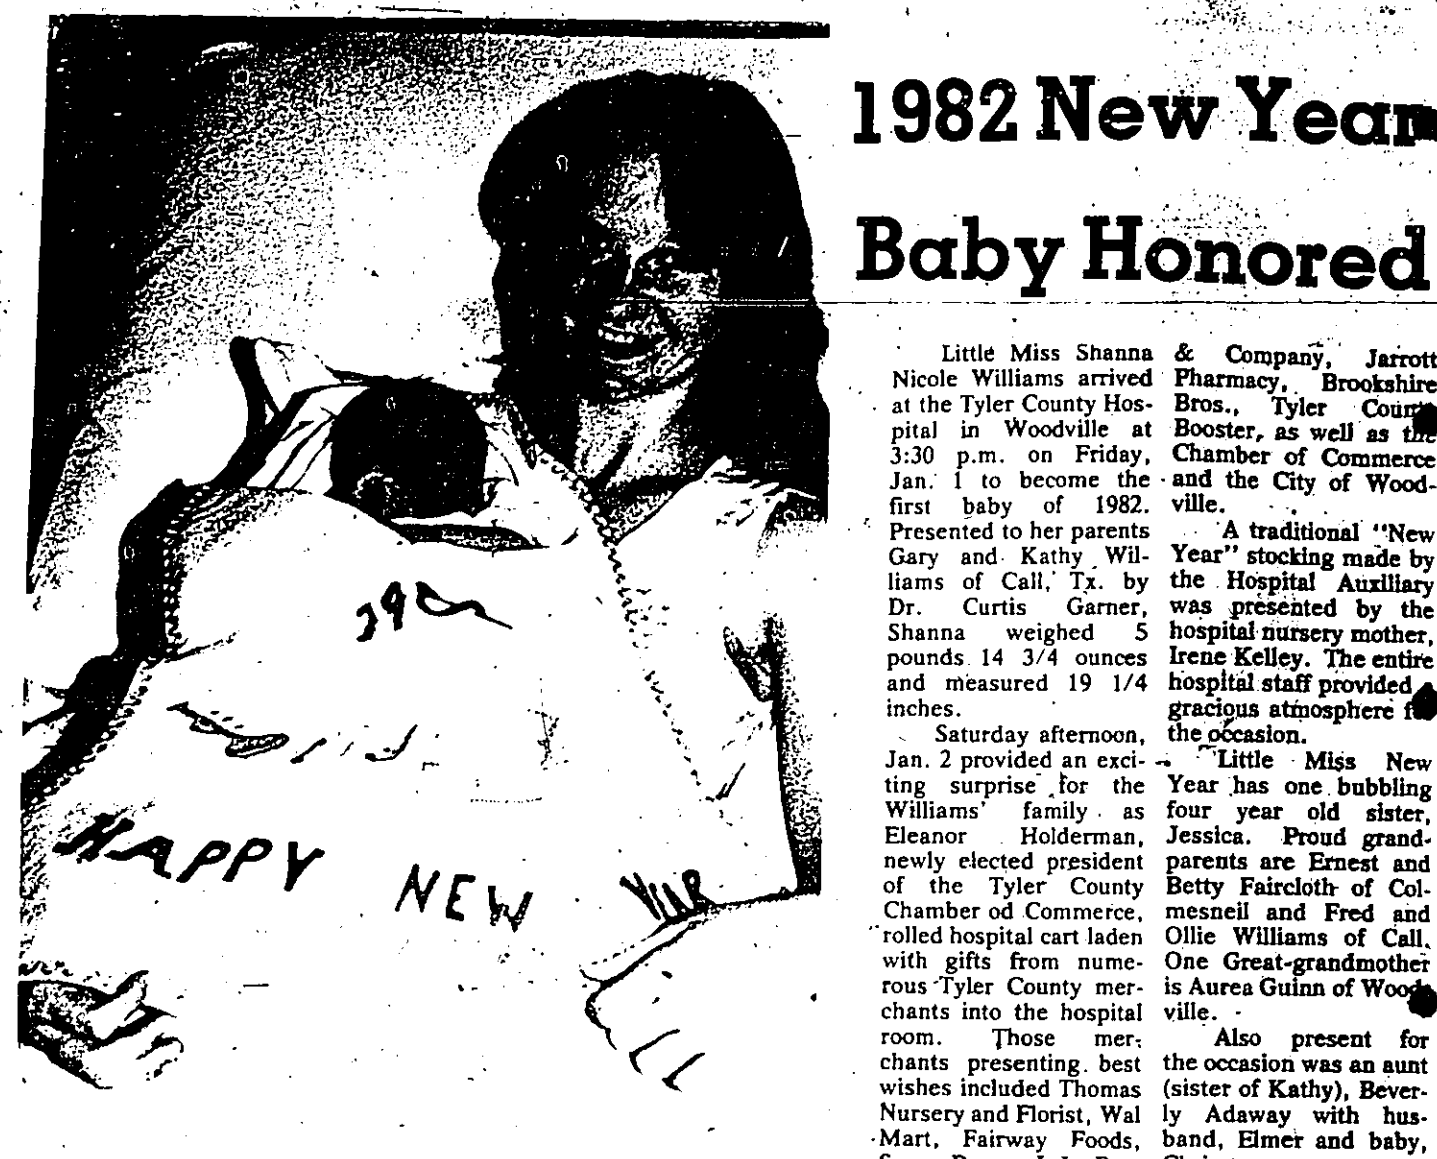 1982 New Year
Baby Honored
HAPPY NEW
Little Miss Shanna
Nicole Williams arrived
at the Tyler County Hos-
pital in Woodville at
3:30 p.m. on Friday,
Jan. 1 to become the
first baby of 1982.
Presented to her parents
Gary and Kathy Wil-
liams of Call, Tx. by
Dr. Curtis Garner,
Shanna weighed 5
pounds 14 3/4 ounces
and measured 19 1/4
inches.
Saturday afternoon,
Jan. 2 provided an exci-
ting surprise for the
Williams' family as
Eleanor Holderman,
newly elected president
of the Tyler County
Chamber od Commerce,
rolled hospital cart laden
with gifts from nume-
rous Tyler County mer-
chants into the hospital
room. Those mer-
chants presenting best
wishes included Thomas
Nursery and Florist, Wal
Mart, Fairway Foods,
& Company, Jarrott
Pharmacy, Brookshire
Bros., Tyler County
Booster, as well as the
Chamber of Commerce
and the City of Wood-
ville.
A traditional "New
Year" stocking made by
the Hospital Auxiliary
was presented by the
hospital nursery mother,
Irene Kelley. The entire
hospital staff provided a
gracious atmosphere for
the occasion.
Little Miss New
Year has one bubbling
four year old sister,
Jessica. Proud grand-
parents are Ernest and
Betty Faircloth of Col-
mesneil and Fred and
Ollie Williams of Call.
One Great-grandmother
is Aurea Guinn of Wood-
ville.
Also present for
the occasion was an aunt
(sister of Kathy), Bever-
ly Adaway with hus-
band, Elmer and baby,